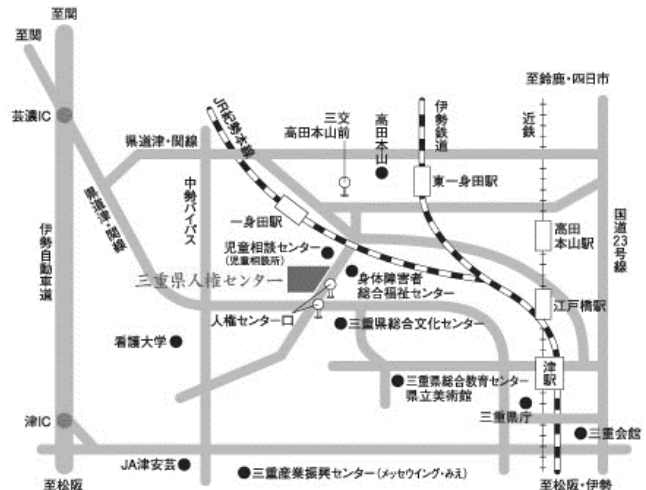 至関
至関
至鈴鹿・四日市
芸濃IC
JR紀勢本線
三交
高田本山前
高田本山
伊勢鉄道
近鉄
県道津・関線
中勢バイパス
東一身田駅
県道津・関線
一身田駅
国道23号線
伊勢自動車道
高田
本山駅
児童相談センター
(児童相談所)
三重県人権センター
身体障害者
総合福祉センター
江戸橋駅
人権センター口
三重県総合文化センター
看護大学
津駅
三重県総合教育センター
県立美術館
三重県庁
津IC
三重会館
JA津安芸
三重産業振興センター(メッセウイング・みえ)
至松阪
至松阪・伊勢